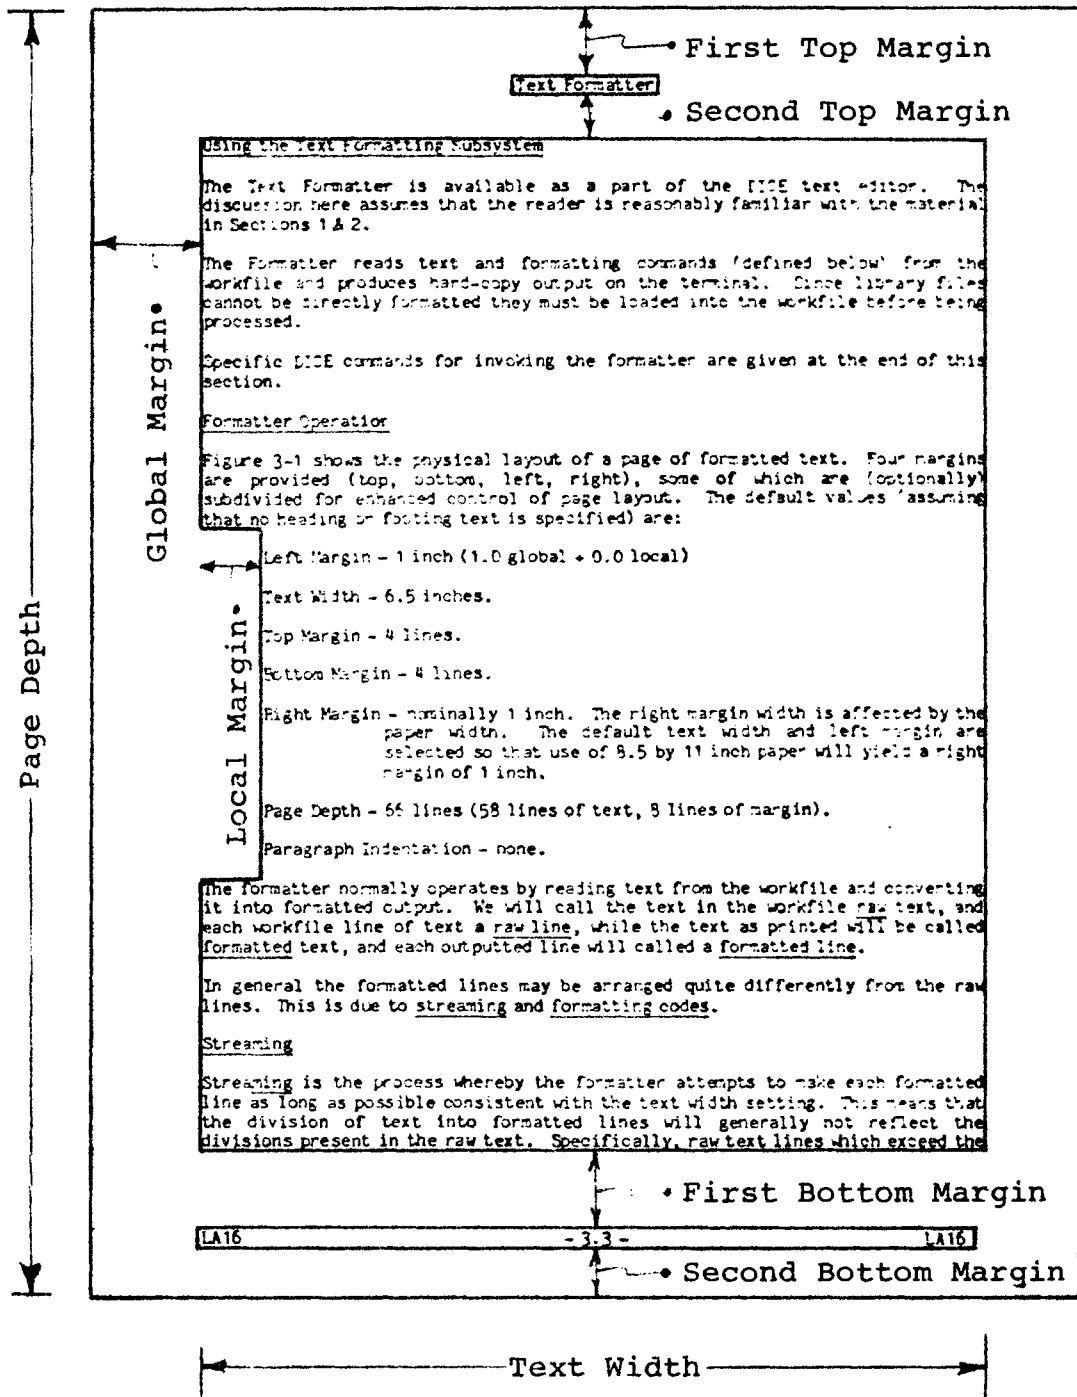 First Top Margin
Text Formatter
Second Top Margin
Using the Text Formatting Subsystem
The Text Formatter is available as a part of the DICE text editor. The
discussion here assumes that the reader is reasonably familiar with the material
in Sections 1 & 2.
The Formatter reads text and formatting commands (defined below) from the
workfile and produces hard-copy output on the terminal. Since library files
cannot be directly formatted they must be loaded into the workfile before being
processed.
Specific DICE commands for invoking the formatter are given at the end of this
section.
Formatter Operation
Figure 3-1 shows the physical layout of a page of formatted text. Four margins
are provided (top, bottom, left, right), some of which are (optionally)
subdivided for enhanced control of page layout. The default values (assuming
that no heading or footing text is specified) are:
Left Margin - 1 inch (1.0 global + 0.0 local)
Text Width - 6.5 inches.
Top Margin - 4 lines.
Bottom Margin - 4 lines.
Right Margin - nominally 1 inch. The right margin width is affected by the
paper width. The default text width and left margin are
selected so that use of 8.5 by 11 inch paper will yield a right
margin of 1 inch.
Page Depth - 66 lines (58 lines of text, 8 lines of margin).
Paragraph Indentation - none.
The formatter normally operates by reading text from the workfile and converting
it into formatted output. We will call the text in the workfile raw text, and
each workfile line of text a raw line, while the text as printed will be called
formatted text, and each outputted line will called a formatted line.
In general the formatted lines may be arranged quite differently from the raw
lines. This is due to streaming and formatting codes.
Streaming
Streaming is the process whereby the formatter attempts to make each formatted
line as long as possible consistent with the text width setting. This means that
the division of text into formatted lines will generally not reflect the
divisions present in the raw text. Specifically, raw text lines which exceed the
First Bottom Margin
LA16 - 3.3 - LA16
Second Bottom Margin
Text Width
Page Depth
Global Margin
Local Margin